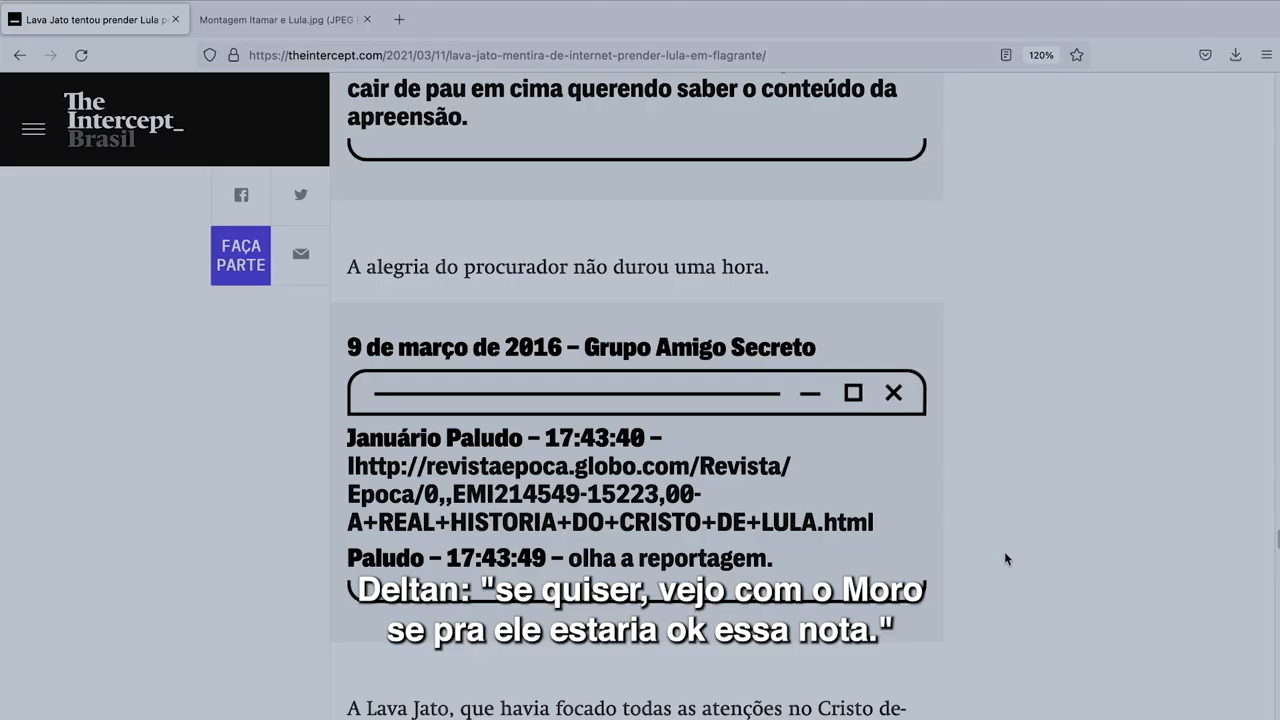 Lava Jato tentou prender Lula p
Montagem Itamar e Lula.jpg (JPEG
https://theintercept.com/2021/03/11/lava-jato-mentira-de-internet-prender-lula-em-flagrante/
120%
The
Intercept_
Brasil
cair de pau em cima querendo saber o conteúdo da
apreensão.
FAÇA
PARTE
A alegria do procurador não durou uma hora.
9 de março de 2016 – Grupo Amigo Secreto
Januário Paludo – 17:43:40 –
lhttp://revistaepoca.globo.com/Revista/
Epoca/0,,EMI214549-15223,00-
A+REAL+HISTORIA+DO+CRISTO+DE+LULA.html
Paludo – 17:43:49 – olha a reportagem.
Deltan: "se quiser, vejo com o Moro
se pra ele estaria ok essa nota."
A Lava Jato, que havia focado todas as atenções no Cristo de-